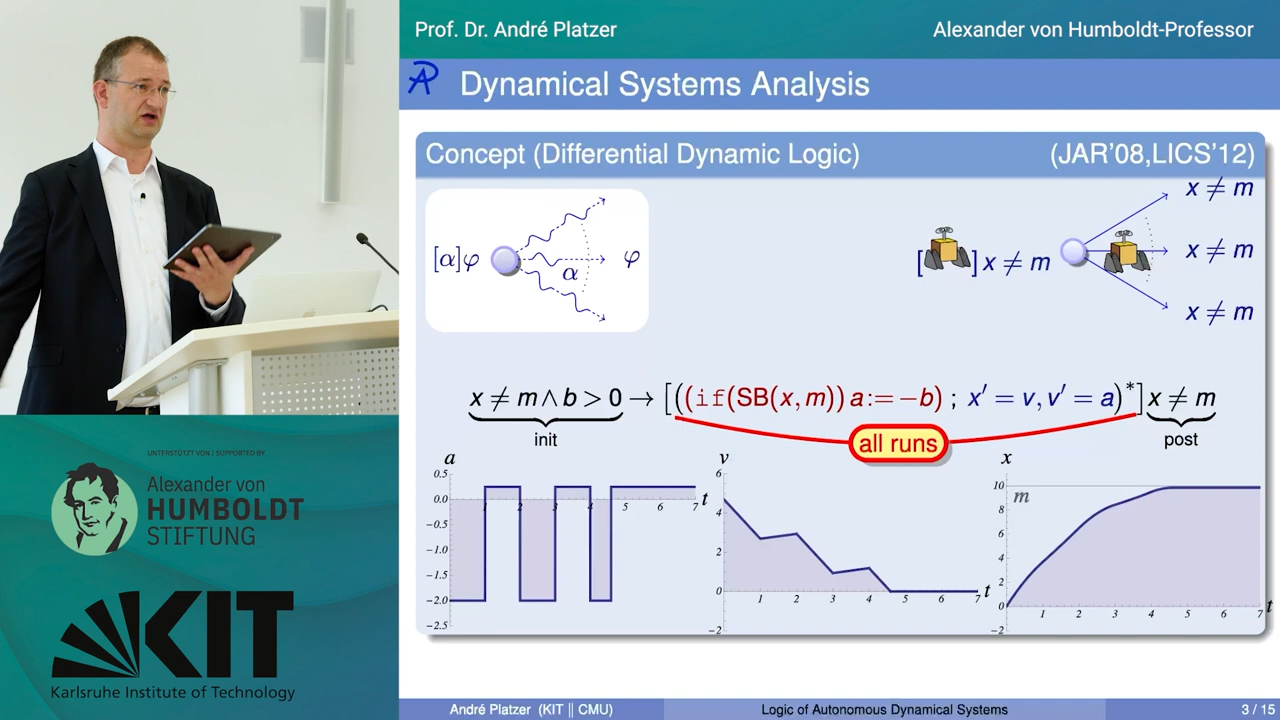 Prof. Dr. André Platzer
Alexander von Humboldt-Professor
Dynamical Systems Analysis
Concept (Differential Dynamic Logic) (JAR'08,LICS'12)
[α]φ
α
φ
[ ] x ≠ m
x ≠ m
x ≠ m
x ≠ m
x ≠ m ∧ b > 0 → [((if(SB(x, m)) a := −b) ; x′ = v, v′ = a)*] x ≠ m
init
all runs
post
a
0.5
0.0
−0.5
−1.0
−1.5
−2.0
−2.5
1 2 3 4 5 6 7 t
v
6
4
2
0
−2
1 2 3 4 5 6 7 t
x
m
10
8
6
4
2
0
−2
1 2 3 4 5 6 7 t
UNTERSTÜTZT VON / SUPPORTED BY
Alexander von
HUMBOLDT
STIFTUNG
KIT
Karlsruhe Institute of Technology
André Platzer (KIT || CMU)
Logic of Autonomous Dynamical Systems
3 / 15